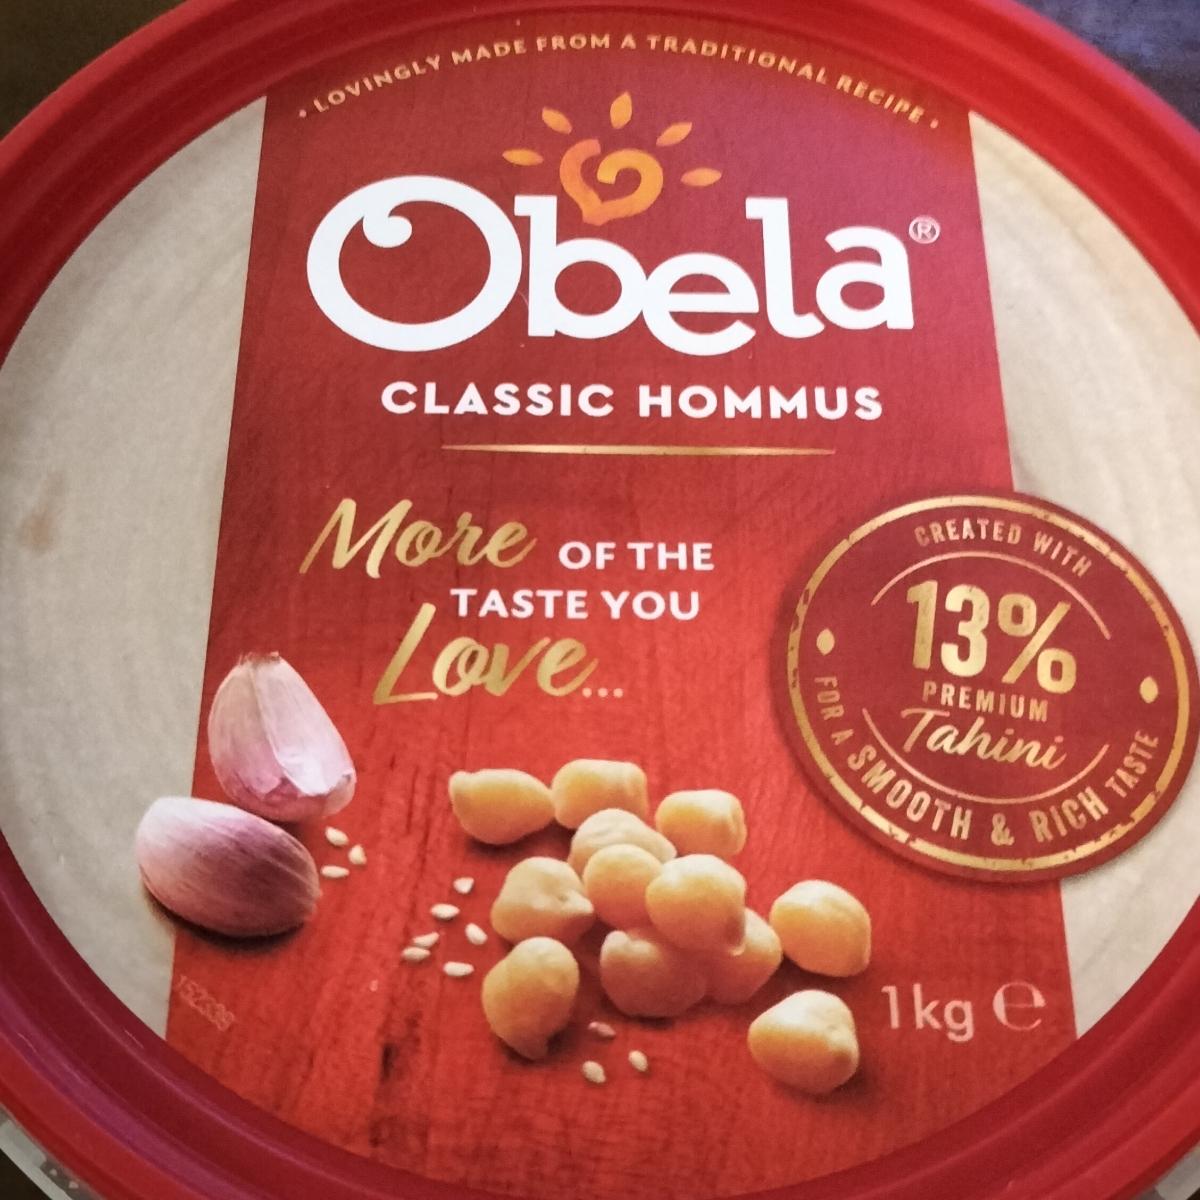 • LOVINGLY MADE FROM A TRADITIONAL RECIPE •
Obela®
CLASSIC HOMMUS
More OF THE
TASTE YOU
Love...
CREATED WITH
13%
PREMIUM
Tahini
FOR A SMOOTH & RICH TASTE
1kg ℮